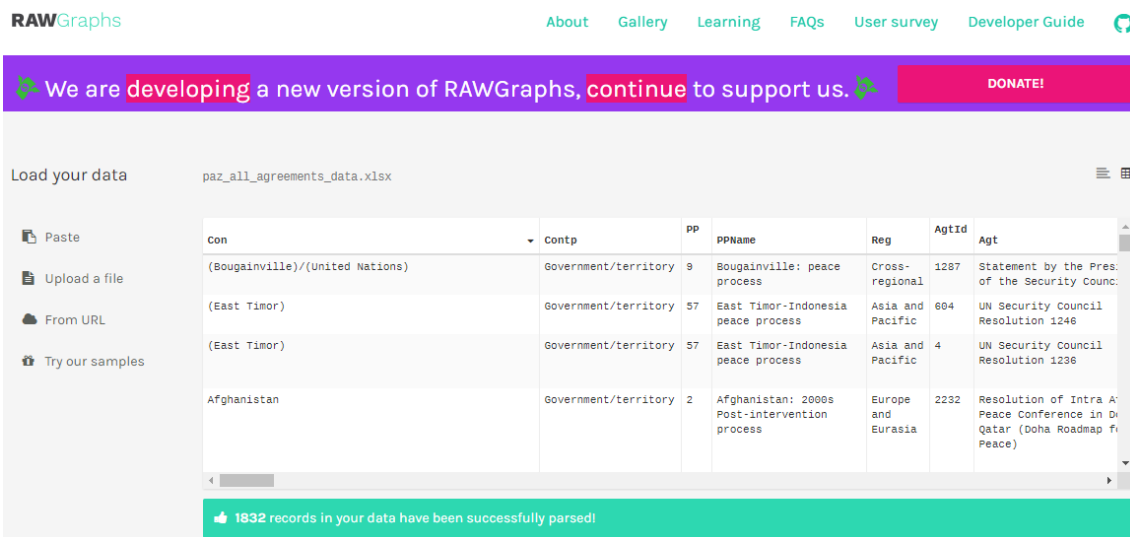 RAWGraphs
About Gallery Learning FAQs User survey Developer Guide
We are developing a new version of RAWGraphs, continue to support us.
DONATE!
Load your data
paz_all_agreements_data.xlsx
Paste
Upload a file
From URL
Try our samples
Con Contp PP PPName Reg AgtId Agt
(Bougainville)/(United Nations) Government/territory 9 Bougainville: peace Cross- 1287 Statement by the
process regional of the Security
(East Timor) Government/territory 57 East Timor-Indonesia Asia and 604 UN Security Council
peace process Pacific Resolution 1246
(East Timor) Government/territory 57 East Timor-Indonesia Asia and 4 UN Security Council
peace process Pacific Resolution 1236
Afghanistan Government/territory 2 Afghanistan: 2000s Europe 2232 Resolution of Intra
Post-intervention and Peace Conference in
process Eurasia Qatar (Doha Roadmap
Peace)
1832 records in your data have been successfully parsed!